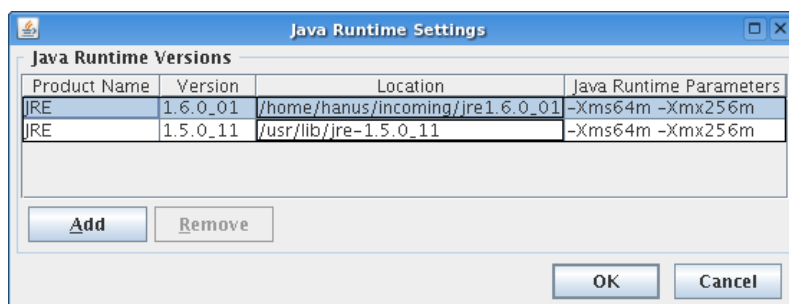 Java Runtime Settings
Java Runtime Versions
Product Name Version Location Java Runtime Parameters
JRE 1.6.0_01 /home/hanus/incoming/jre1.6.0_01 -Xms64m -Xmx256m
JRE 1.5.0_11 /usr/lib/jre-1.5.0_11 -Xms64m -Xmx256m
Add Remove
OK Cancel